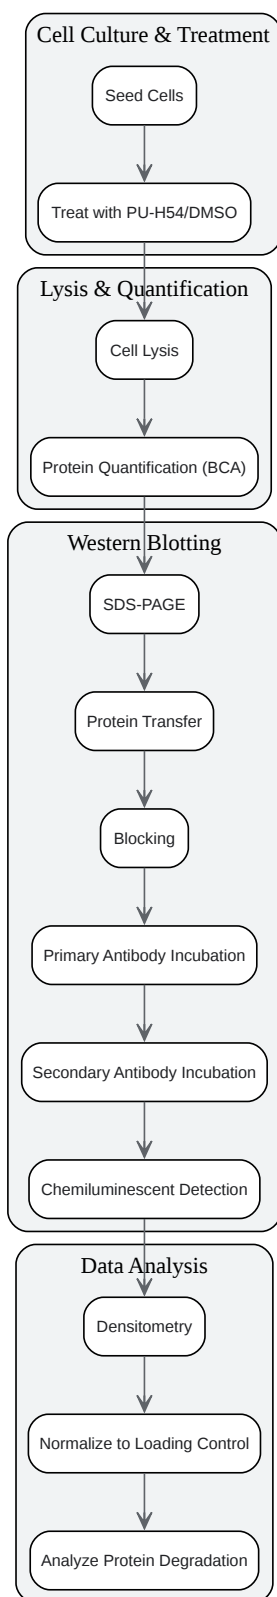 Cell Culture & Treatment
Seed Cells
Treat with PU-H54/DMSO
Lysis & Quantification
Cell Lysis
Protein Quantification (BCA)
Western Blotting
SDS-PAGE
Protein Transfer
Blocking
Primary Antibody Incubation
Secondary Antibody Incubation
Chemiluminescent Detection
Data Analysis
Densitometry
Normalize to Loading Control
Analyze Protein Degradation